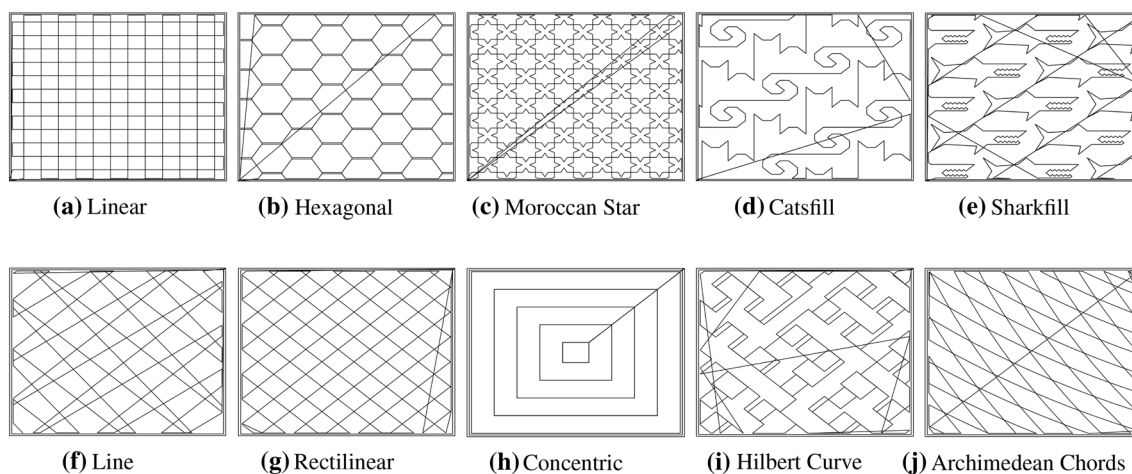 (a) Linear
(b) Hexagonal
(c) Moroccan Star
(d) Catsfill
(e) Sharkfill
(f) Line
(g) Rectilinear
(h) Concentric
(i) Hilbert Curve
(j) Archimedean Chords